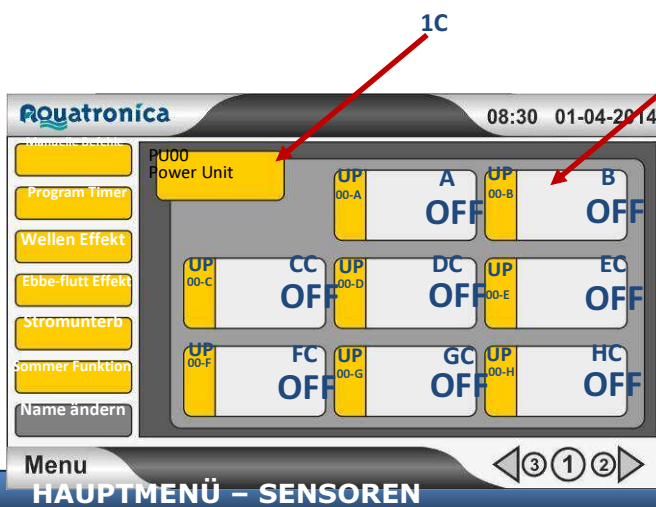 1C
Aquatronica
08:30 01-04-2014
Manuelle Befehle
PU00
Power Unit
Program Timer
Wellen Effekt
Ebbe-flutt Effekt
Stromunterb
Sommer Funktion
Name ändern
UP 00-A A OFF
UP 00-B B OFF
UP 00-C CC OFF
UP 00-D DC OFF
UP 00-E EC OFF
UP 00-F FC OFF
UP 00-G GC OFF
UP 00-H HC OFF
Menu
3 1 2
HAUPTMENÜ – SENSOREN